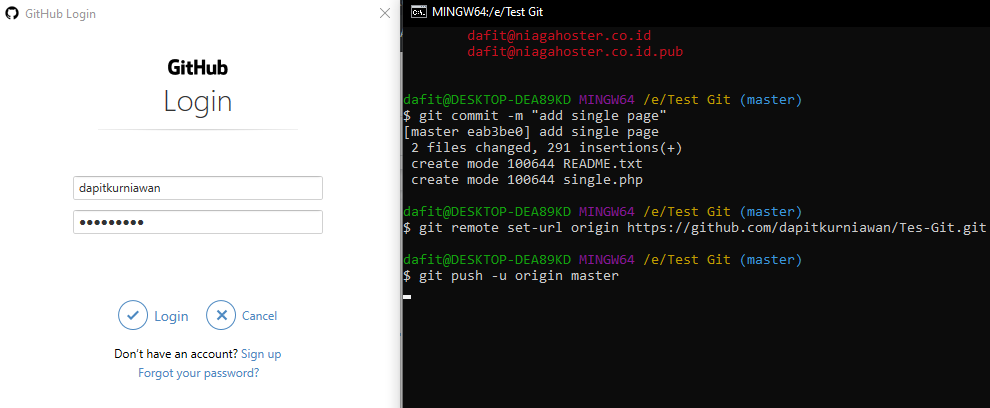 GitHub Login
GitHub
Login
dapitkurniawan
●●●●●●●●●
Login
Cancel
Don't have an account? Sign up
Forgot your password?
MINGW64:/e/Test Git
dafit@niagahoster.co.id
dafit@niagahoster.co.id.pub
dafit@DESKTOP-DEA89KD MINGW64 /e/Test Git (master)
$ git commit -m "add single page"
[master eab3be0] add single page
2 files changed, 291 insertions(+)
create mode 100644 README.txt
create mode 100644 single.php
dafit@DESKTOP-DEA89KD MINGW64 /e/Test Git (master)
$ git remote set-url origin https://github.com/dapitkurniawan/Tes-Git.git
dafit@DESKTOP-DEA89KD MINGW64 /e/Test Git (master)
$ git push -u origin master